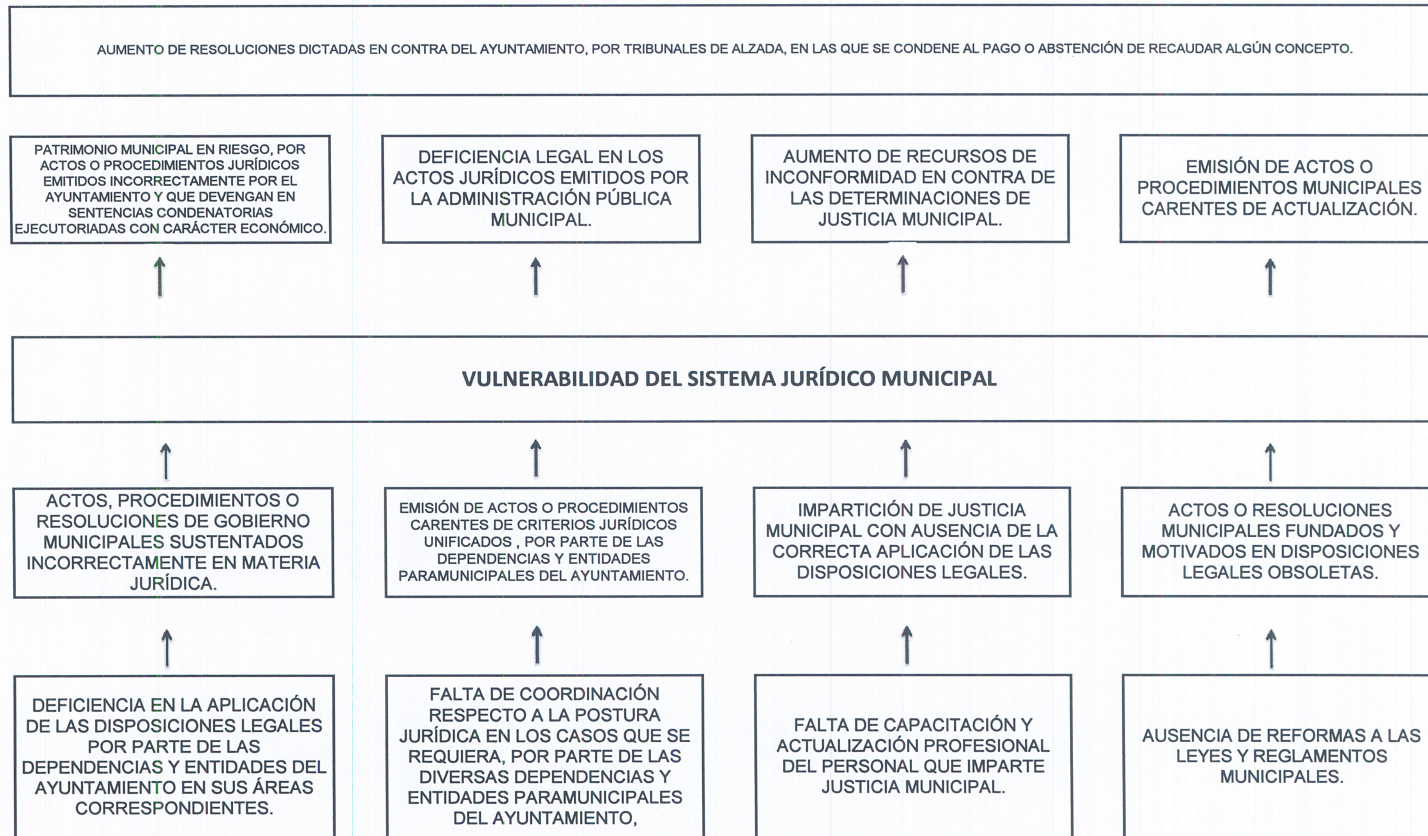 AUMENTO DE RESOLUCIONES DICTADAS EN CONTRA DEL AYUNTAMIENTO, POR TRIBUNALES DE ALZADA, EN LAS QUE SE CONDENE AL PAGO O ABSTENCIÓN DE RECAUDAR ALGÚN CONCEPTO.
PATRIMONIO MUNICIPAL EN RIESGO, POR
ACTOS O PROCEDIMIENTOS JURÍDICOS
EMITIDOS INCORRECTAMENTE POR EL
AYUNTAMIENTO Y QUE DEVENGAN EN
SENTENCIAS CONDENATORIAS
EJECUTORIADAS CON CARÁCTER ECONÓMICO.
DEFICIENCIA LEGAL EN LOS
ACTOS JURÍDICOS EMITIDOS POR
LA ADMINISTRACIÓN PÚBLICA
MUNICIPAL.
AUMENTO DE RECURSOS DE
INCONFORMIDAD EN CONTRA DE
LAS DETERMINACIONES DE
JUSTICIA MUNICIPAL.
EMISIÓN DE ACTOS O
PROCEDIMIENTOS MUNICIPALES
CARENTES DE ACTUALIZACIÓN.
VULNERABILIDAD DEL SISTEMA JURÍDICO MUNICIPAL
ACTOS, PROCEDIMIENTOS O
RESOLUCIONES DE GOBIERNO
MUNICIPALES SUSTENTADOS
INCORRECTAMENTE EN MATERIA
JURÍDICA.
EMISIÓN DE ACTOS O PROCEDIMIENTOS
CARENTES DE CRITERIOS JURÍDICOS
UNIFICADOS , POR PARTE DE LAS
DEPENDENCIAS Y ENTIDADES
PARAMUNICIPALES DEL AYUNTAMIENTO.
IMPARTICIÓN DE JUSTICIA
MUNICIPAL CON AUSENCIA DE LA
CORRECTA APLICACIÓN DE LAS
DISPOSICIONES LEGALES.
ACTOS O RESOLUCIONES
MUNICIPALES FUNDADOS Y
MOTIVADOS EN DISPOSICIONES
LEGALES OBSOLETAS.
DEFICIENCIA EN LA APLICACIÓN
DE LAS DISPOSICIONES LEGALES
POR PARTE DE LAS
DEPENDENCIAS Y ENTIDADES DEL
AYUNTAMIENTO EN SUS ÁREAS
CORRESPONDIENTES.
FALTA DE COORDINACIÓN
RESPECTO A LA POSTURA
JURÍDICA EN LOS CASOS QUE SE
REQUIERA, POR PARTE DE LAS
DIVERSAS DEPENDENCIAS Y
ENTIDADES PARAMUNICIPALES
DEL AYUNTAMIENTO,
FALTA DE CAPACITACIÓN Y
ACTUALIZACIÓN PROFESIONAL
DEL PERSONAL QUE IMPARTE
JUSTICIA MUNICIPAL.
AUSENCIA DE REFORMAS A LAS
LEYES Y REGLAMENTOS
MUNICIPALES.